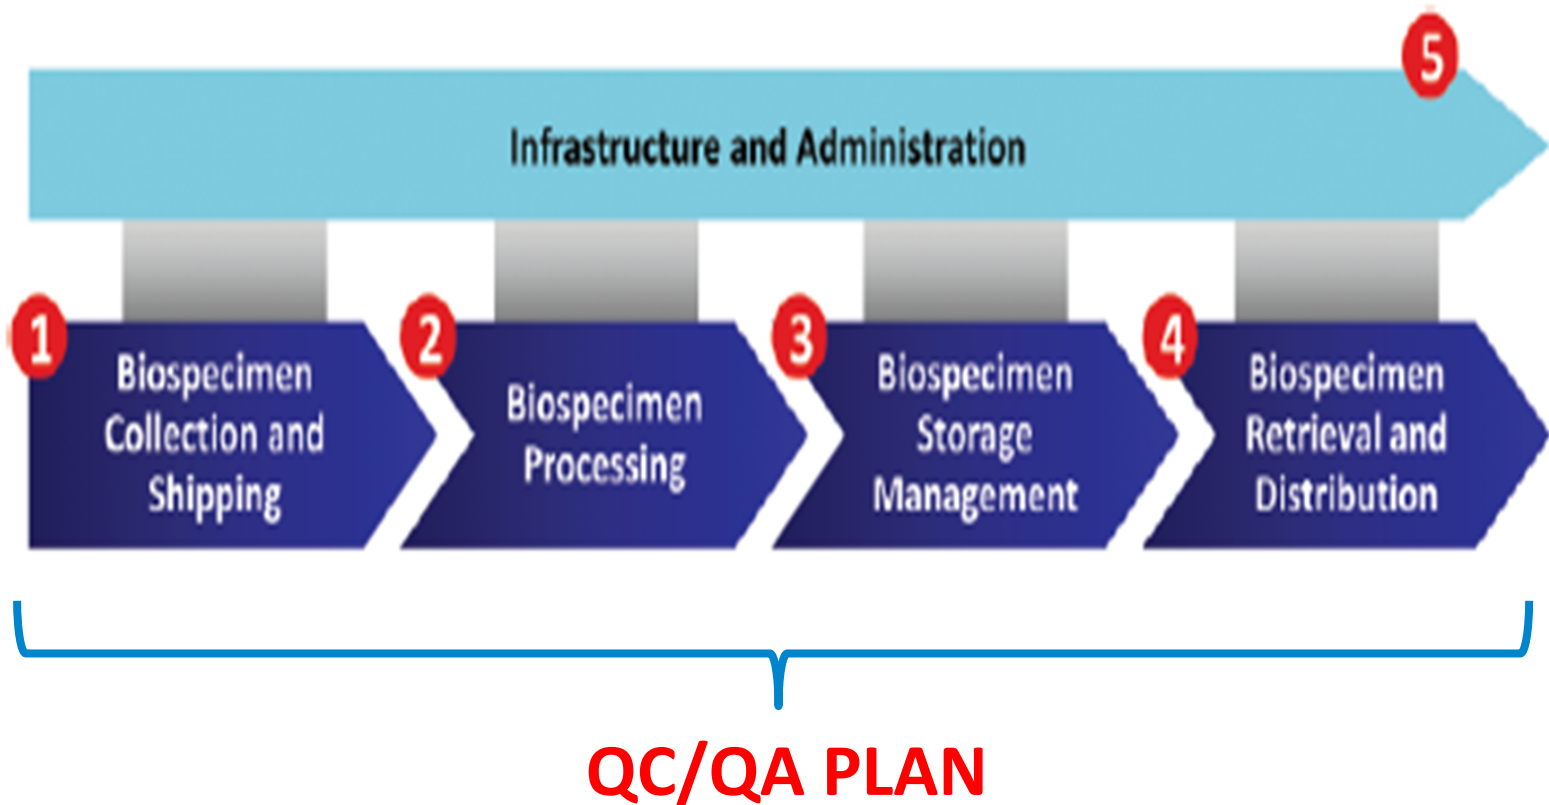 5
Infrastructure and Administration
1
Biospecimen
Collection and
Shipping
2
Biospecimen
Processing
3
Biospecimen
Storage
Management
4
Biospecimen
Retrieval and
Distribution
QC/QA PLAN